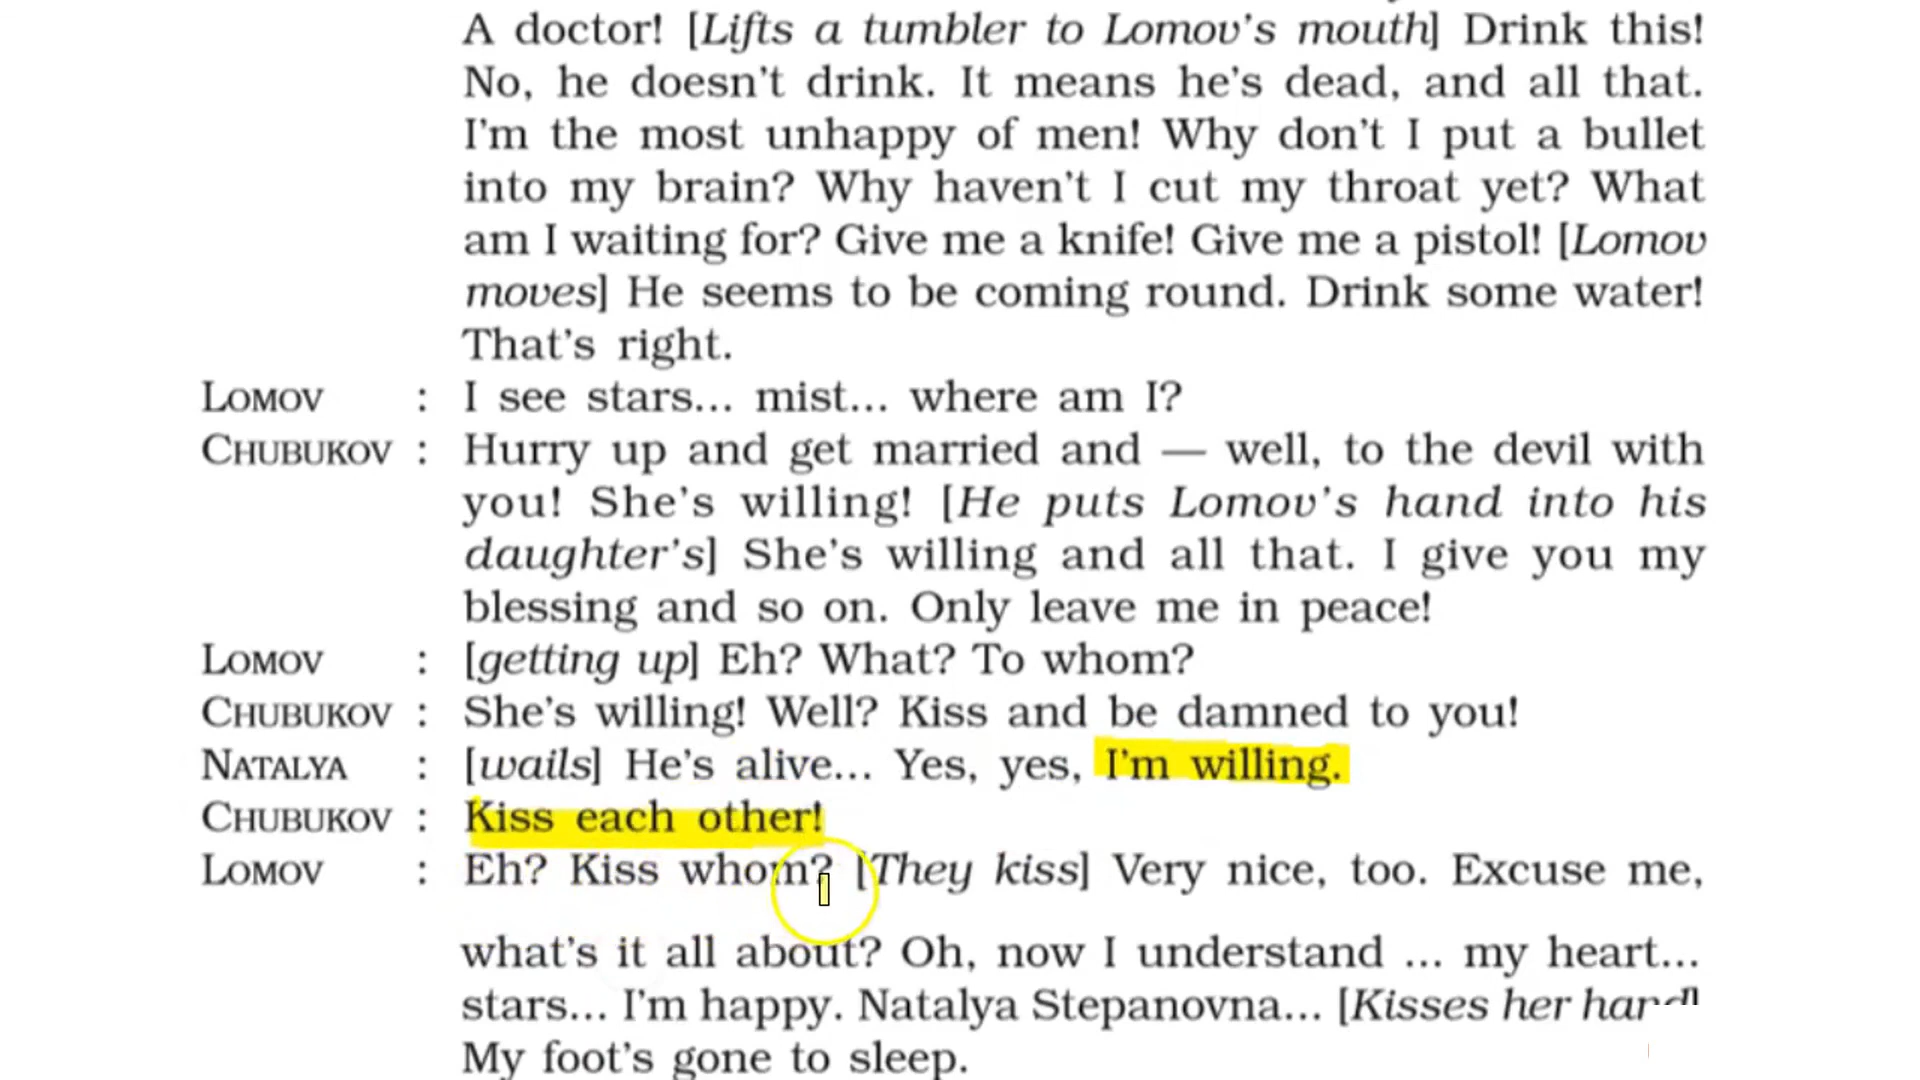 A doctor! [Lifts a tumbler to Lomov's mouth] Drink this!
No, he doesn't drink. It means he's dead, and all that.
I'm the most unhappy of men! Why don't I put a bullet
into my brain? Why haven't I cut my throat yet? What
am I waiting for? Give me a knife! Give me a pistol! [Lomov
moves] He seems to be coming round. Drink some water!
That's right.
LOMOV : I see stars... mist... where am I?
CHUBUKOV : Hurry up and get married and — well, to the devil with
you! She's willing! [He puts Lomov's hand into his
daughter's] She's willing and all that. I give you my
blessing and so on. Only leave me in peace!
LOMOV : [getting up] Eh? What? To whom?
CHUBUKOV : She's willing! Well? Kiss and be damned to you!
NATALYA : [wails] He's alive... Yes, yes, I'm willing.
CHUBUKOV : Kiss each other!
LOMOV : Eh? Kiss whom? [They kiss] Very nice, too. Excuse me,
what's it all about? Oh, now I understand ... my heart...
stars... I'm happy. Natalya Stepanovna... [Kisses her hand]
My foot's gone to sleep.